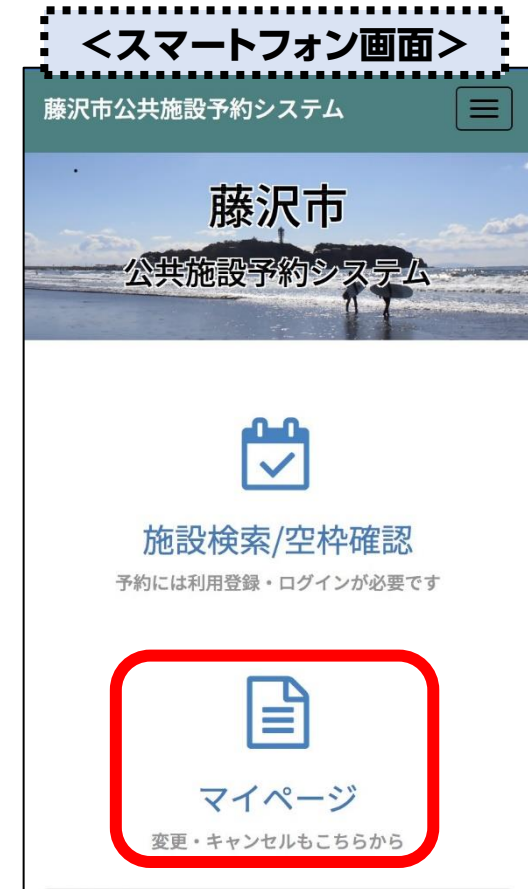 ＜スマートフォン画面＞
藤沢市公共施設予約システム
藤沢市
公共施設予約システム
施設検索/空枠確認
予約には利用登録・ログインが必要です
マイページ
変更・キャンセルもこちらから